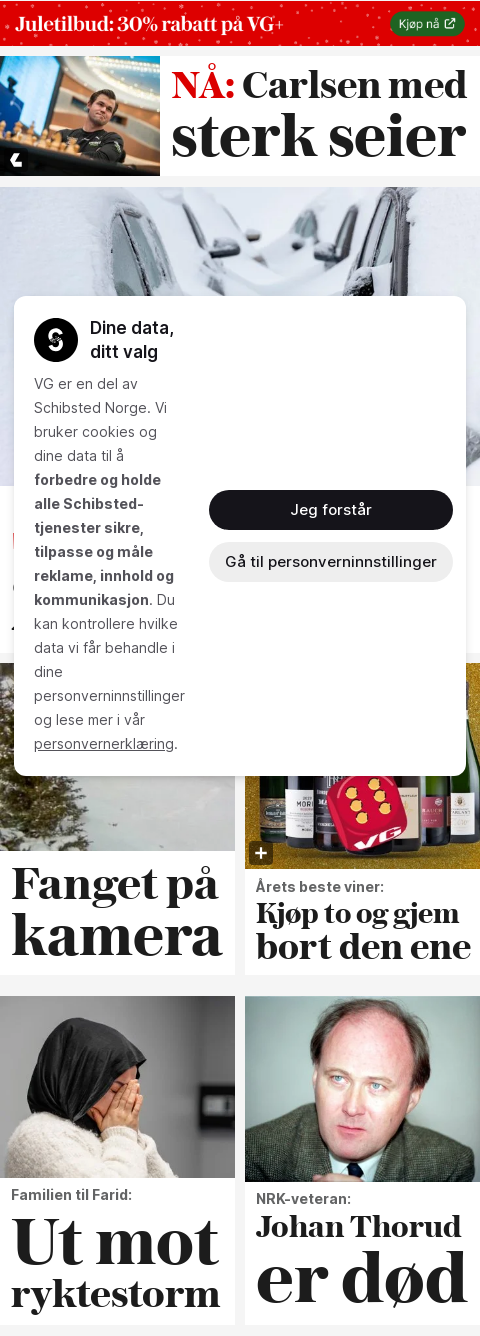 Juletilbud: 30% rabatt på VG+
Kjøp nå
NÅ: Carlsen med
sterk seier
Dine data,
ditt valg
VG er en del av
Schibsted Norge. Vi
bruker cookies og
dine data til å
forbedre og holde
alle Schibsted-
tjenester sikre,
tilpasse og måle
reklame, innhold og
kommunikasjon. Du
kan kontrollere hvilke
data vi får behandle i
dine
personverninnstillinger
og lese mer i vår
personvernerklæring.
Jeg forstår
Gå til personverninnstillinger
VG
Fanget på
kamera
Årets beste viner:
Kjøp to og gjem
bort den ene
Familien til Farid:
Ut mot
ryktestorm
NRK-veteran:
Johan Thorud
er død